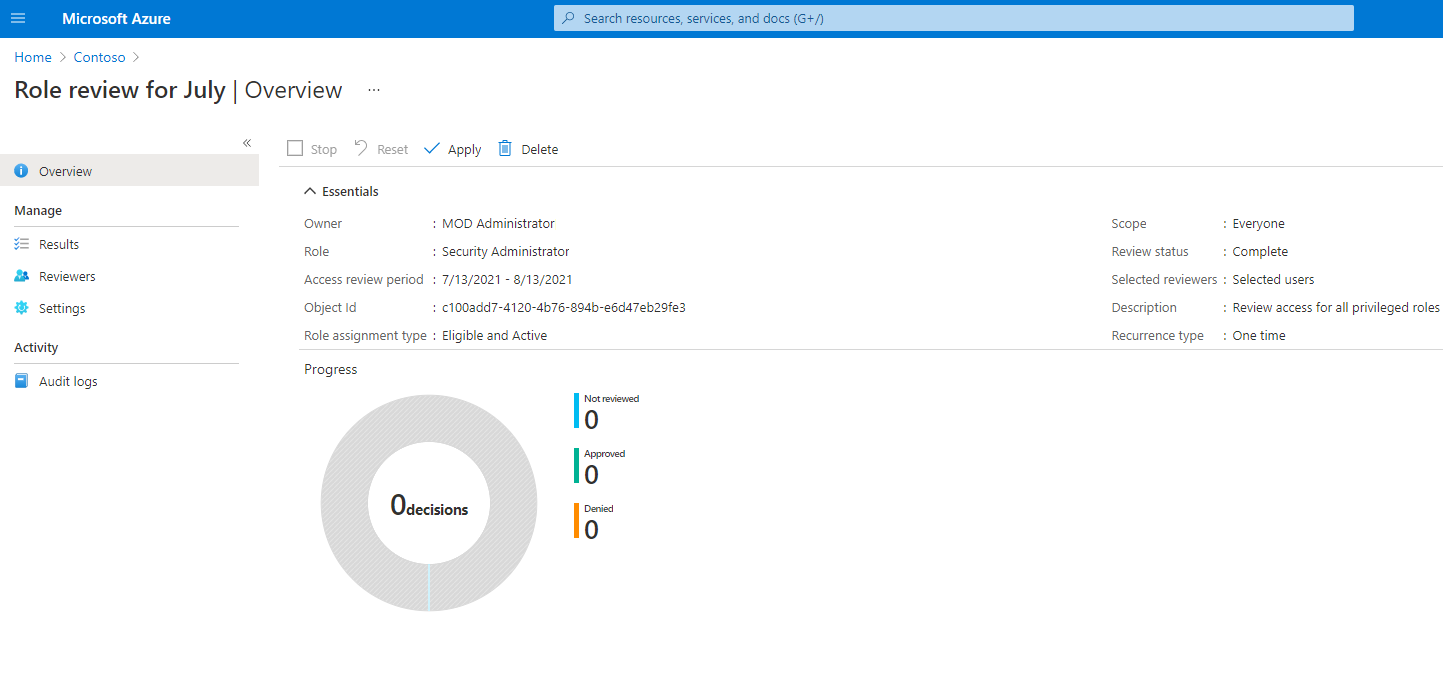 Microsoft Azure
Search resources, services, and docs (G+/)
Home > Contoso >
Role review for July | Overview ...
«
Stop Reset Apply Delete
Overview
Manage
Results
Reviewers
Settings
Activity
Audit logs
Essentials
Owner : MOD Administrator
Role : Security Administrator
Access review period : 7/13/2021 - 8/13/2021
Object Id : c100add7-4120-4b76-894b-e6d47eb29fe3
Role assignment type : Eligible and Active
Scope : Everyone
Review status : Complete
Selected reviewers : Selected users
Description : Review access for all privileged roles
Recurrence type : One time
Progress
0decisions
Not reviewed
0
Approved
0
Denied
0